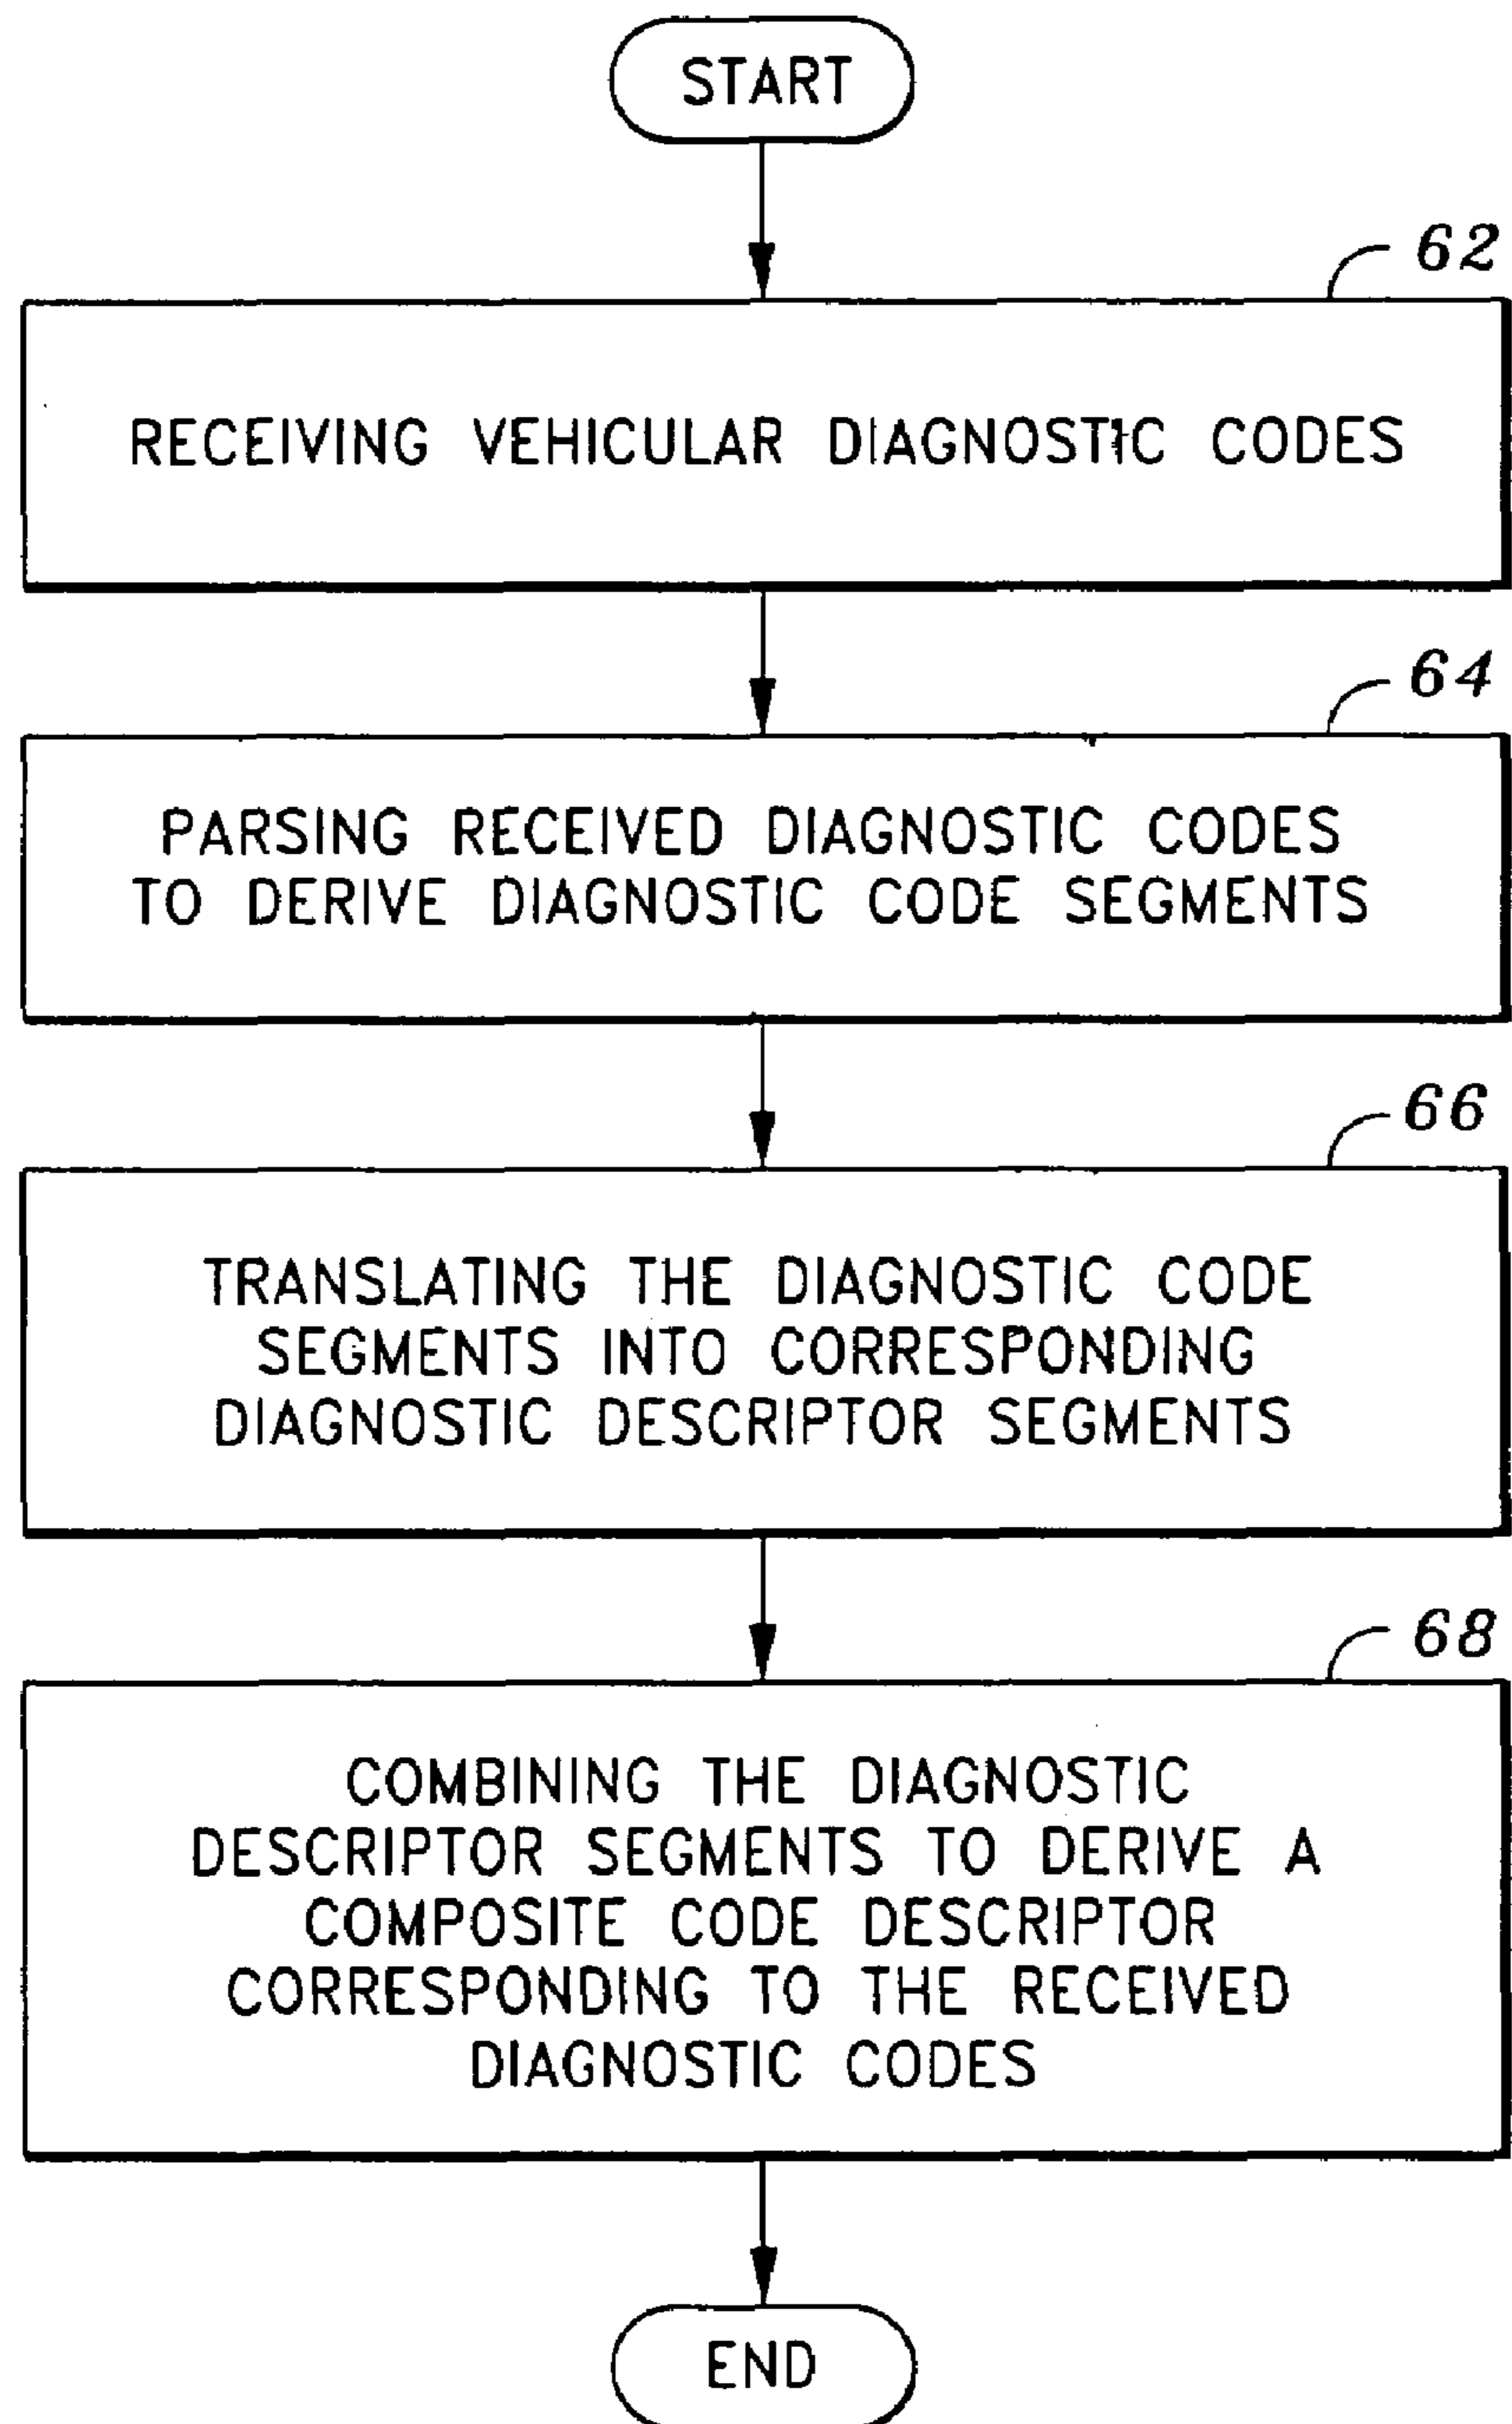 START
62
RECEIVING VEHICULAR DIAGNOSTIC CODES
64
PARSING RECEIVED DIAGNOSTIC CODES
TO DERIVE DIAGNOSTIC CODE SEGMENTS
66
TRANSLATING THE DIAGNOSTIC CODE
SEGMENTS INTO CORRESPONDING
DIAGNOSTIC DESCRIPTOR SEGMENTS
68
COMBINING THE DIAGNOSTIC
DESCRIPTOR SEGMENTS TO DERIVE A
COMPOSITE CODE DESCRIPTOR
CORRESPONDING TO THE RECEIVED
DIAGNOSTIC CODES
END